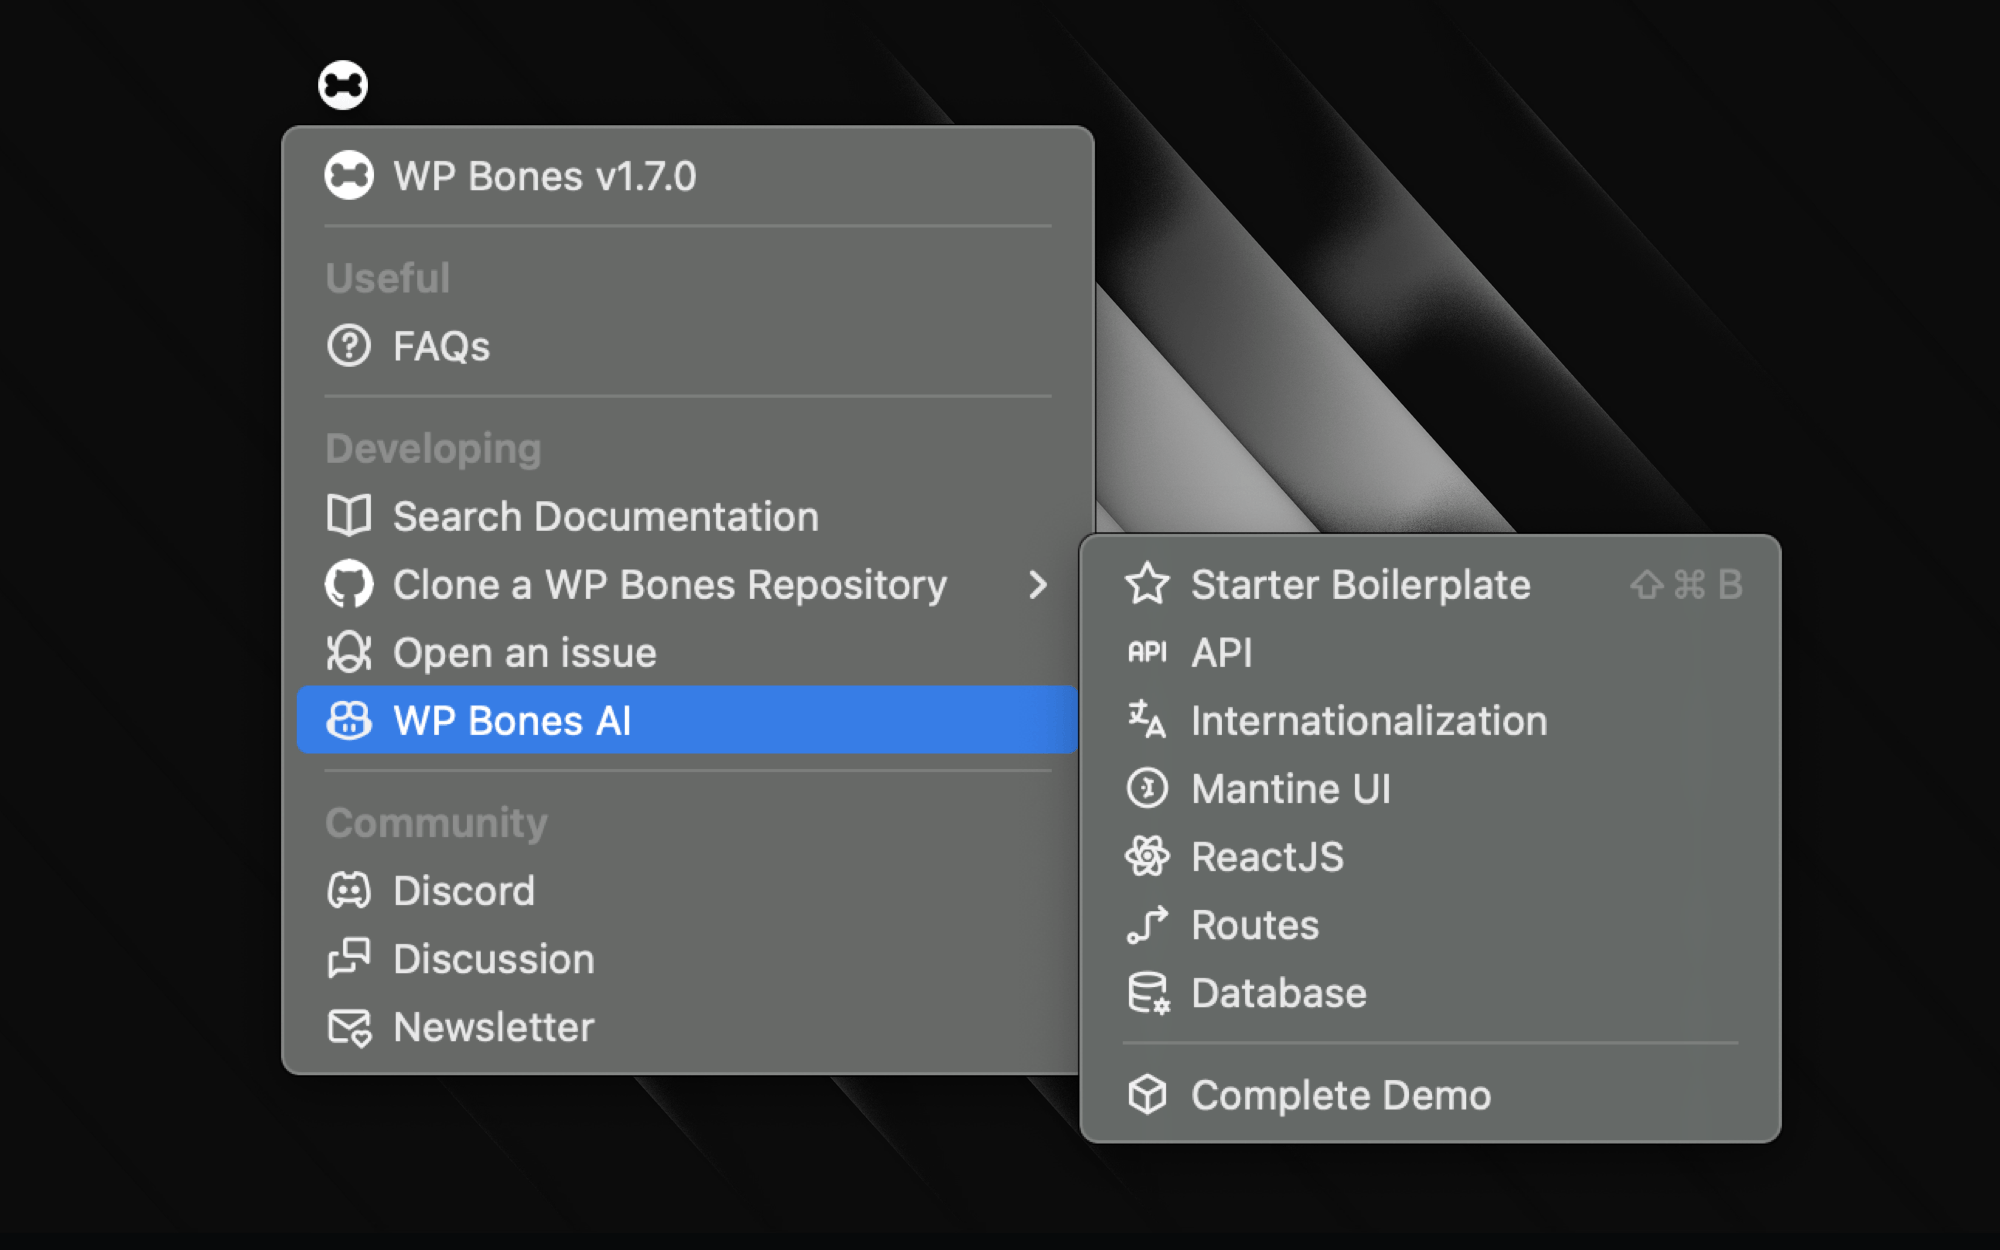 WP Bones v1.7.0
Useful
FAQs
Developing
Search Documentation
Clone a WP Bones Repository
Open an issue
WP Bones AI
Community
Discord
Discussion
Newsletter
Starter Boilerplate ⇧⌘B
API API
Internationalization
Mantine UI
ReactJS
Routes
Database
Complete Demo